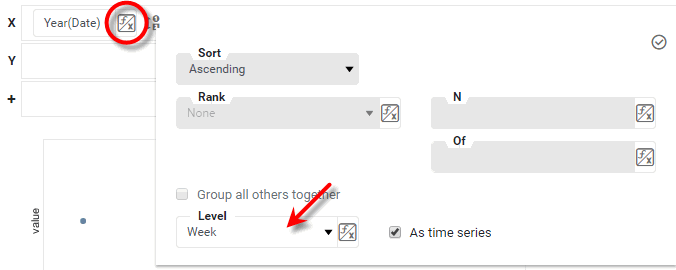 X Year(Date)
Sort
Y Ascending
Rank N
+ None
Of
Group all others together
Level
value Week As time series